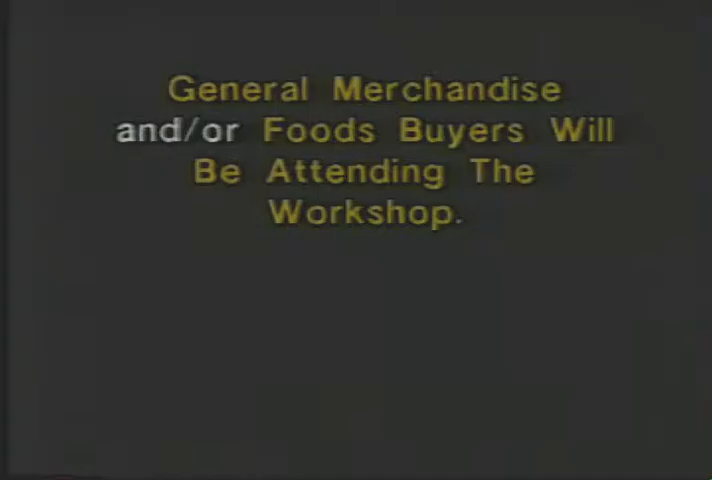 General Merchandise
and/or Foods Buyers Will
Be Attending The
Workshop.